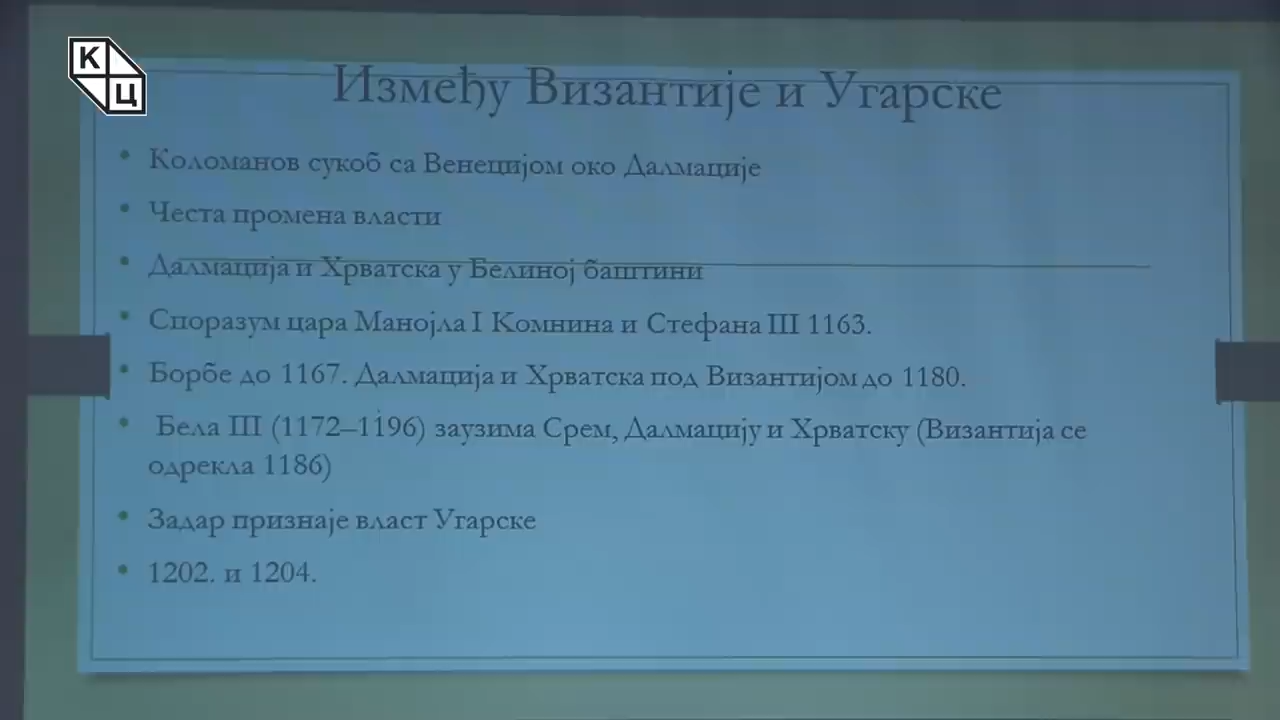 К
Ц
Између Византије и Угарске
• Коломанов сукоб са Венецијом око Далмације
• Честа промена власти
• Далмација и Хрватска у Белиној баштини
• Споразум цара Манојла I Комнина и Стефана III 1163.
• Борбе до 1167. Далмација и Хрватска под Византијом до 1180.
• Бела III (1172–1196) заузима Срем, Далмацију и Хрватску (Византија се
одрекла 1186)
• Задар признаје власт Угарске
• 1202. и 1204.